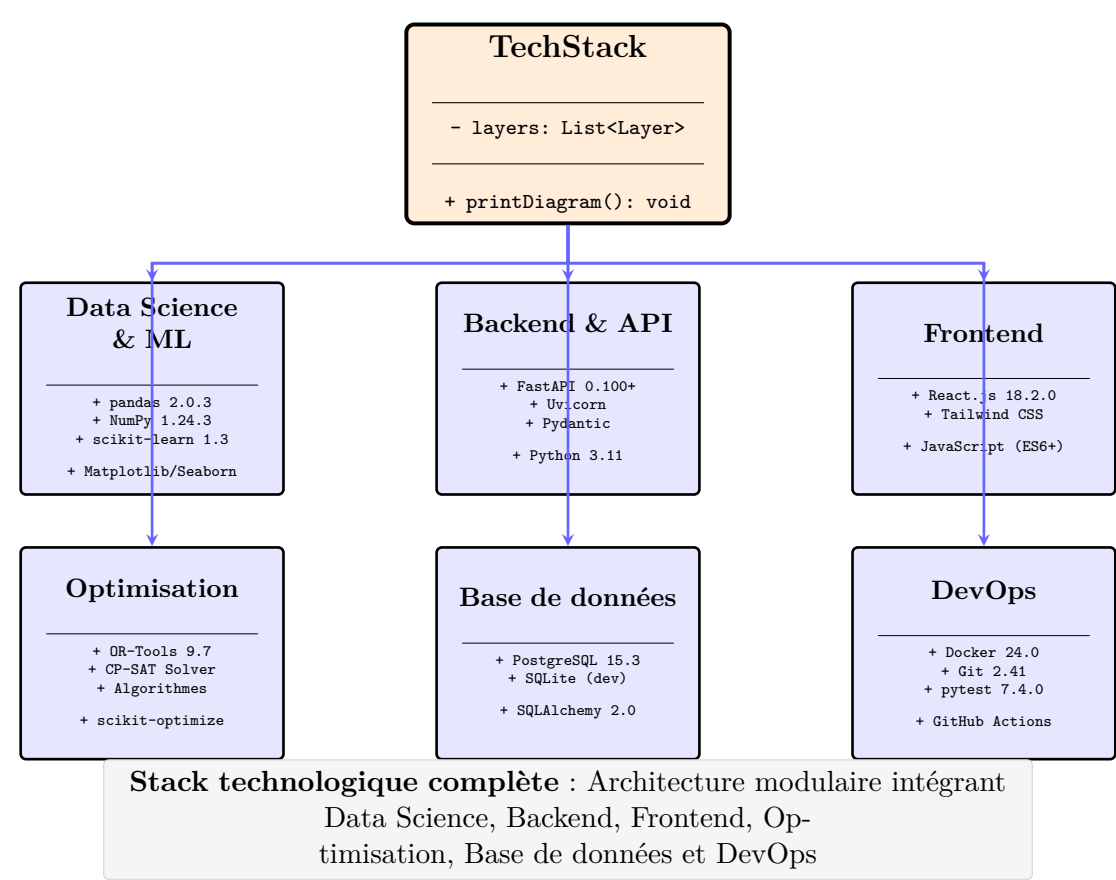 TechStack
- layers: List<Layer>
+ printDiagram(): void
Data Science
& ML
+ pandas 2.0.3
+ NumPy 1.24.3
+ scikit-learn 1.3
+ Matplotlib/Seaborn
Backend & API
+ FastAPI 0.100+
+ Uvicorn
+ Pydantic
+ Python 3.11
Frontend
+ React.js 18.2.0
+ Tailwind CSS
+ JavaScript (ES6+)
Optimisation
+ OR-Tools 9.7
+ CP-SAT Solver
+ Algorithmes
+ scikit-optimize
Base de données
+ PostgreSQL 15.3
+ SQLite (dev)
+ SQLAlchemy 2.0
DevOps
+ Docker 24.0
+ Git 2.41
+ pytest 7.4.0
+ GitHub Actions
Stack technologique complète : Architecture modulaire intégrant
Data Science, Backend, Frontend, Op-
timisation, Base de données et DevOps